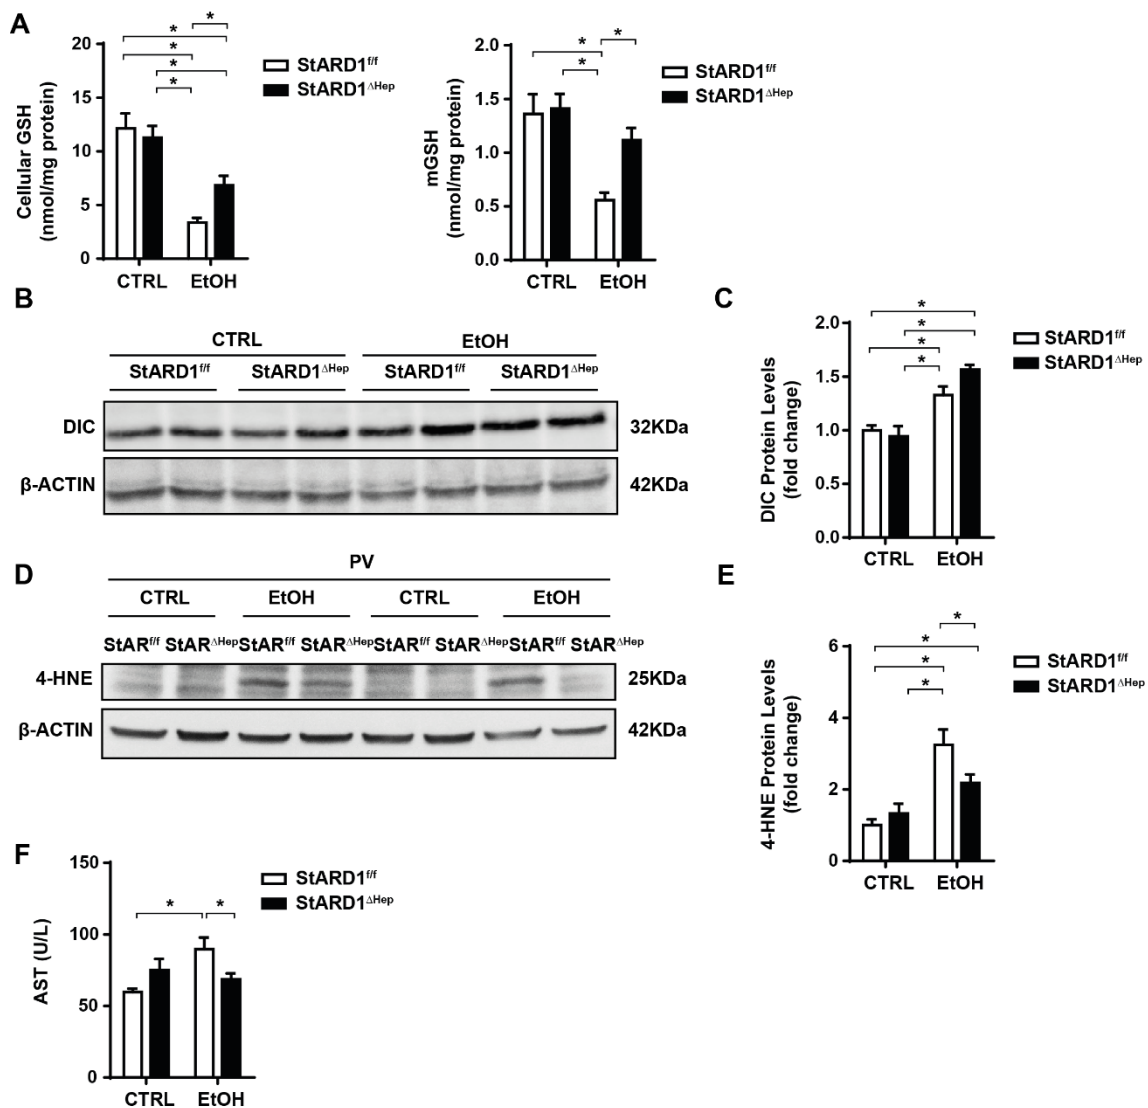 A
Cellular GSH
(nmol/mg protein)
20
15
10
5
0
* 
*
*
*
*
CTRL EtOH
StARD1f/f
StARD1ΔHep
mGSH
(nmol/mg protein)
2.0
1.5
1.0
0.5
0.0
*
*
*
CTRL EtOH
StARD1f/f
StARD1ΔHep
B
CTRL EtOH
StARD1f/f StARD1ΔHep StARD1f/f StARD1ΔHep
DIC 32KDa
β-ACTIN 42KDa
C
DIC Protein Levels
(fold change)
2.0
1.5
1.0
0.5
0.0
*
*
*
*
CTRL EtOH
StARD1f/f
StARD1ΔHep
D
PV
CTRL EtOH CTRL EtOH
StARf/f StARΔHep StARf/f StARΔHep StARf/f StARΔHep StARf/f StARΔHep
4-HNE 25KDa
β-ACTIN 42KDa
E
4-HNE Protein Levels
(fold change)
6
4
2
0
*
*
*
*
CTRL EtOH
StARD1f/f
StARD1ΔHep
F
AST (U/L)
150
100
50
0
* *
CTRL EtOH
StARD1f/f
StARD1ΔHep